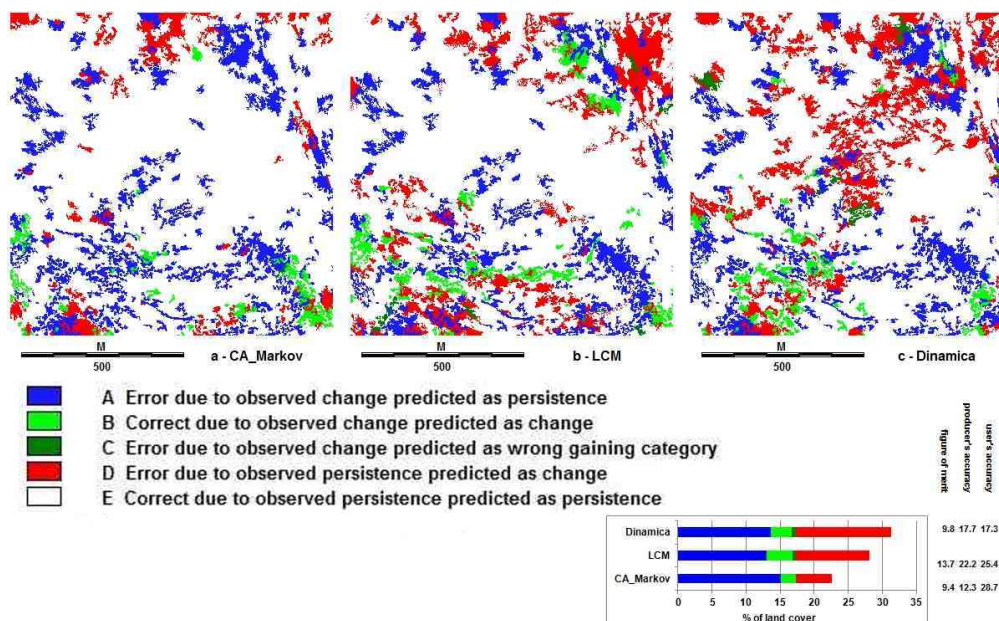 M
500
a - CA_Markov
M
500
b - LCM
M
500
c - Dinamica
A Error due to observed change predicted as persistence
B Correct due to observed change predicted as change
C Error due to observed change predicted as wrong gaining category
D Error due to observed persistence predicted as change
E Correct due to observed persistence predicted as persistence
figure of merit
producer's accuracy
user's accuracy
Dinamica
9.8 17.7 17.3
LCM
13.7 22.2 25.4
CA_Markov
9.4 12.3 28.7
0 5 10 15 20 25 30 35
% of land cover